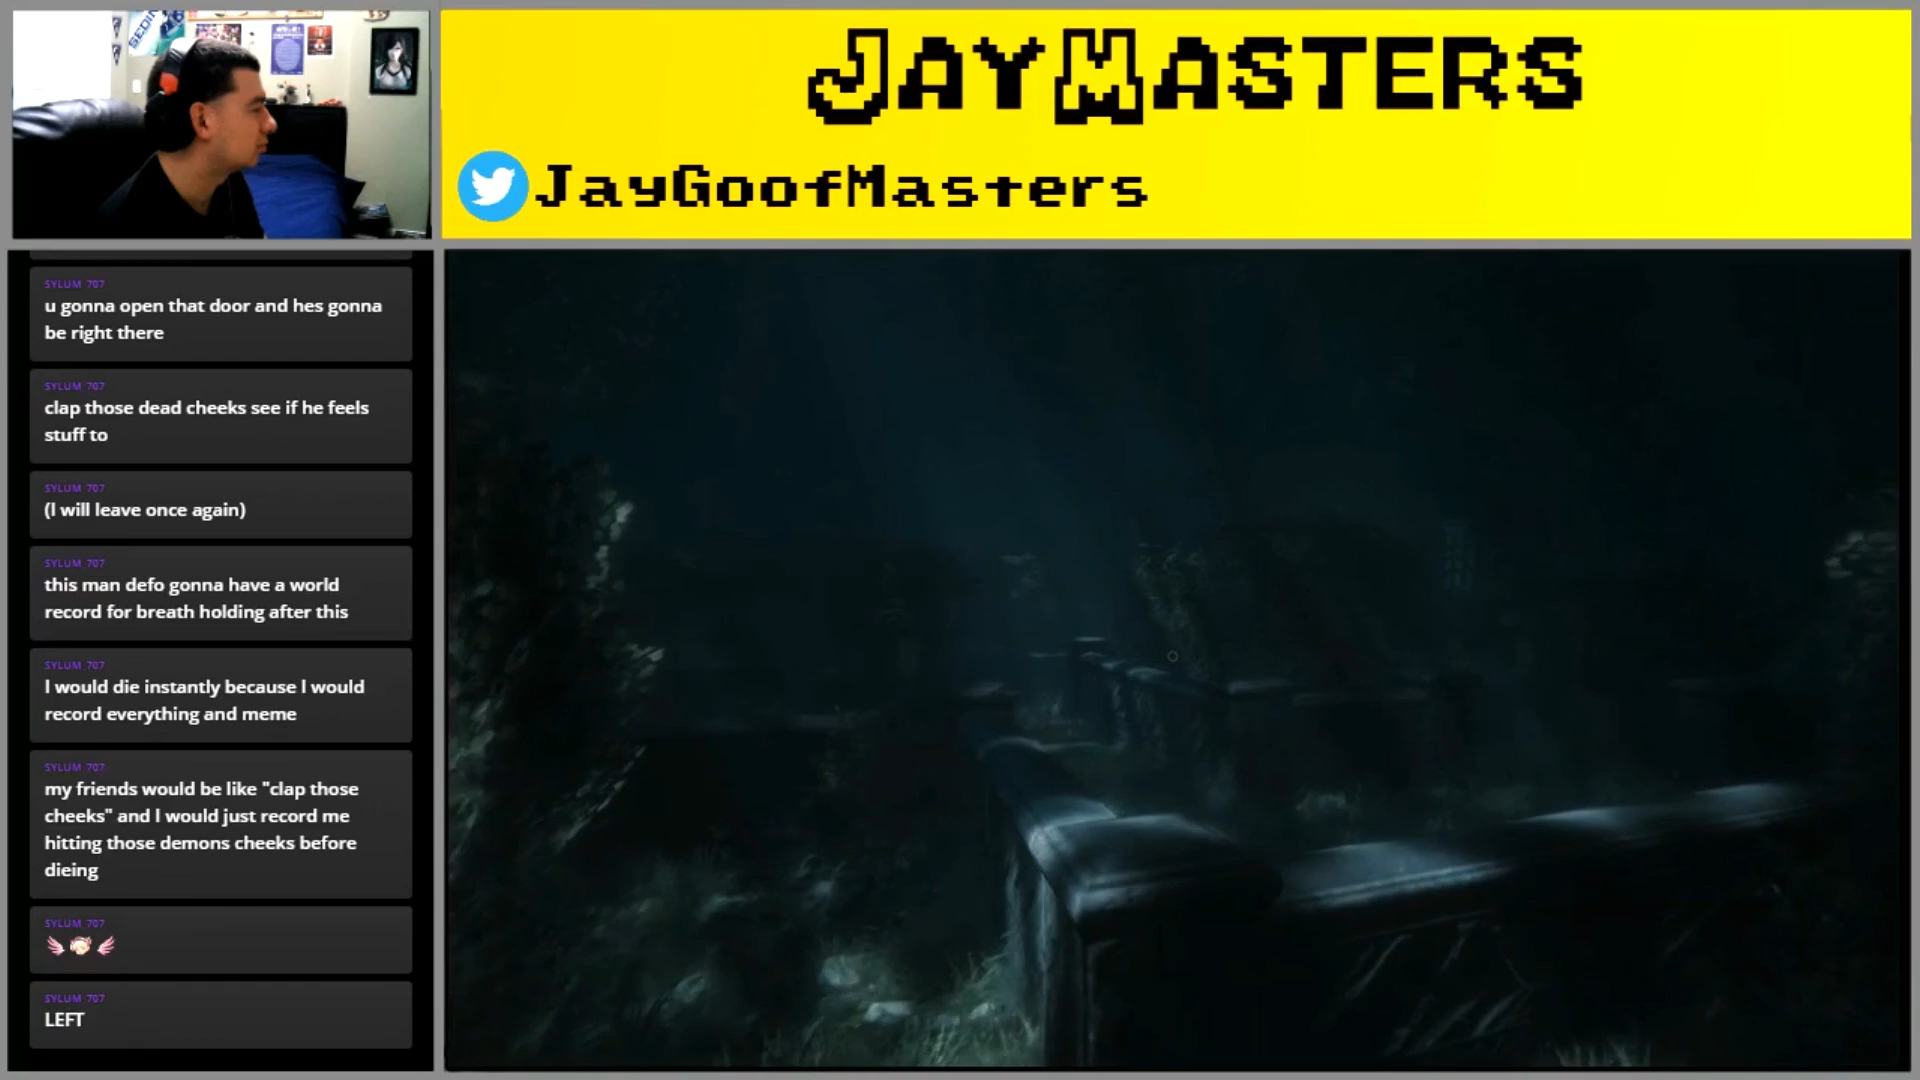 JayMasters
JayGoofMasters
SYLUM_707
u gonna open that door and hes gonna
be right there
SYLUM_707
clap those dead cheeks see if he feels
stuff to
SYLUM_707
(I will leave once again)
SYLUM_707
this man defo gonna have a world
record for breath holding after this
SYLUM_707
I would die instantly because I would
record everything and meme
SYLUM_707
my friends would be like "clap those
cheeks" and I would just record me
hitting those demons cheeks before
dieing
SYLUM_707
SYLUM_707
LEFT